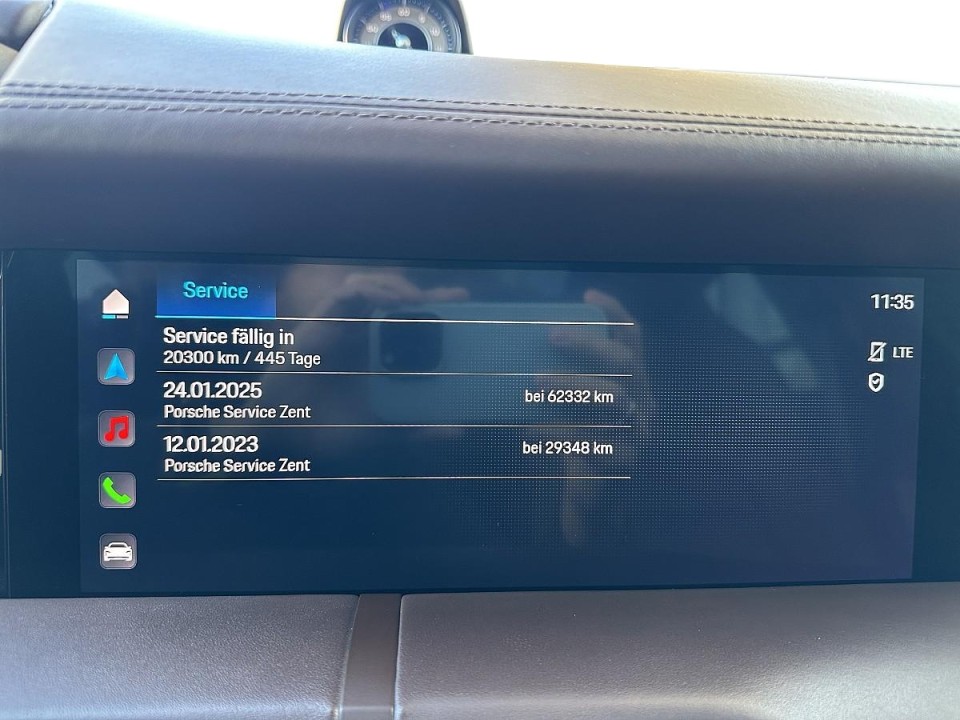 Service
11:35
Service fällig in
20300 km / 445 Tage
LTE
24.01.2025
bei 62332 km
Porsche Service Zent
12.01.2023
bei 29348 km
Porsche Service Zent